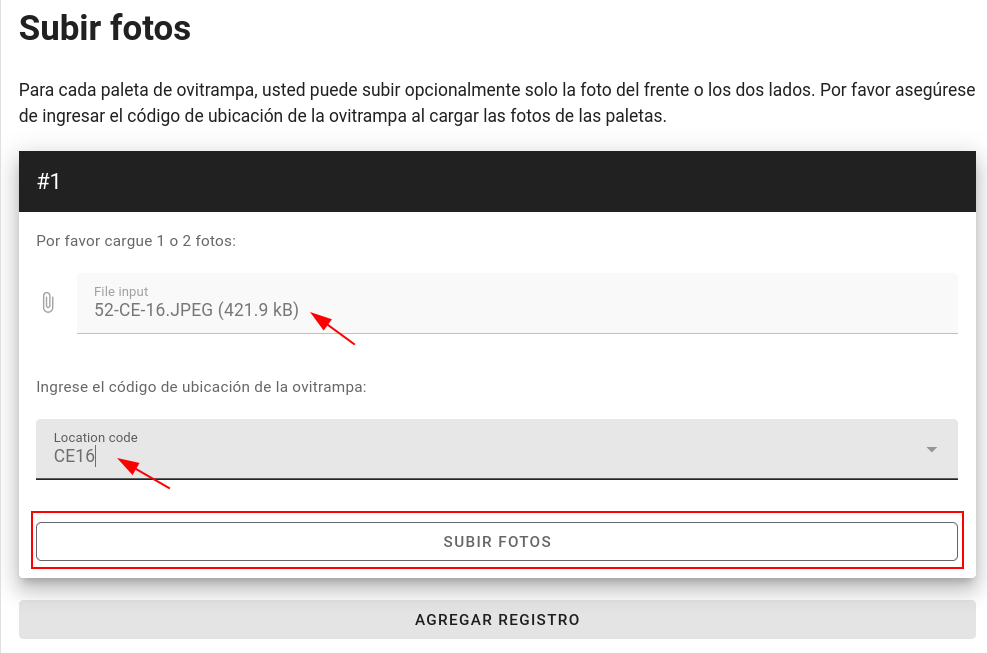 Subir fotos
Para cada paleta de ovitrampa, usted puede subir opcionalmente solo la foto del frente o los dos lados. Por favor asegúrese
de ingresar el código de ubicación de la ovitrampa al cargar las fotos de las paletas.
#1
Por favor cargue 1 o 2 fotos:
File input
52-CE-16.JPEG (421.9 kB)
Ingrese el código de ubicación de la ovitrampa:
Location code
CE16
SUBIR FOTOS
AGREGAR REGISTRO